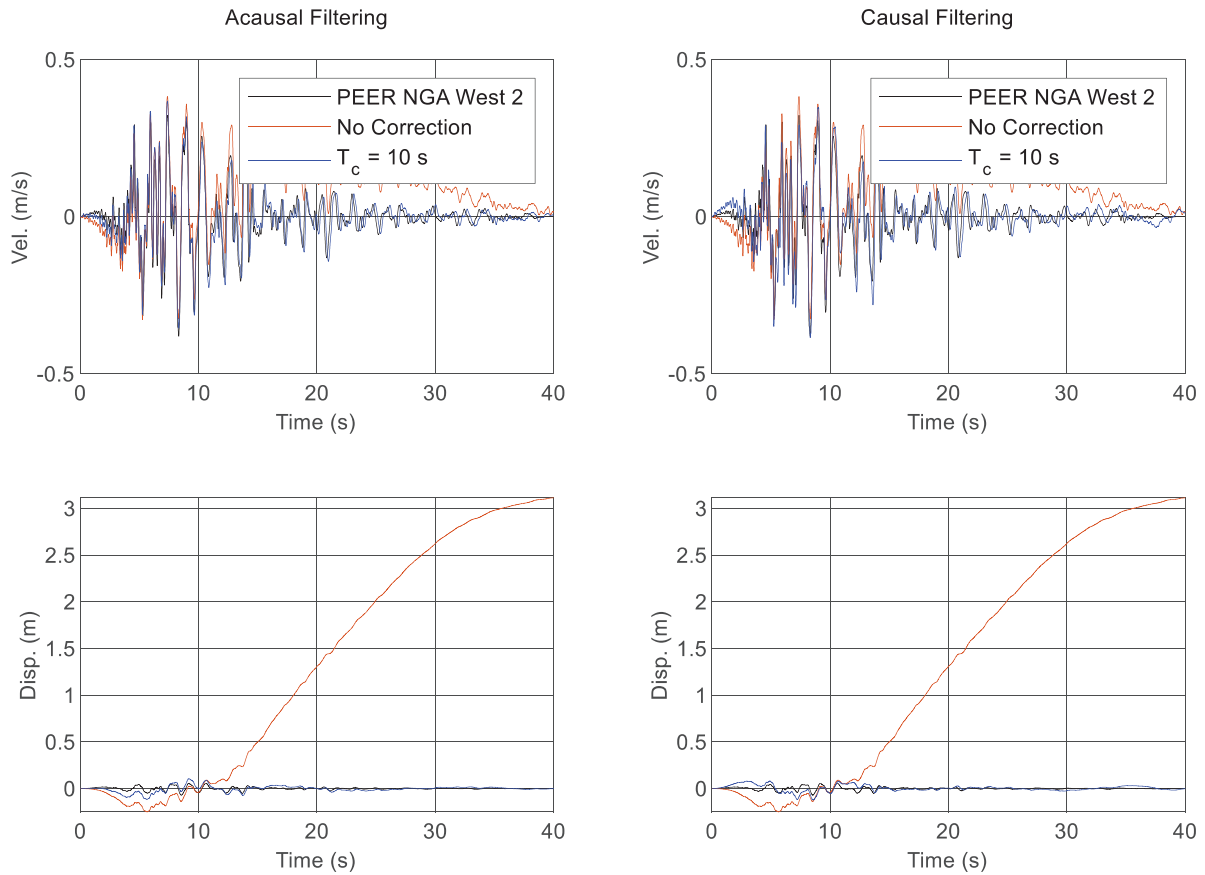 Acausal Filtering
Causal Filtering
0.5
0
-0.5
Vel. (m/s)
PEER NGA West 2
No Correction
T_c = 10 s
0 10 20 30 40
Time (s)
0.5
0
-0.5
Vel. (m/s)
PEER NGA West 2
No Correction
T_c = 10 s
0 10 20 30 40
Time (s)
3
2.5
2
1.5
1
0.5
0
Disp. (m)
0 10 20 30 40
Time (s)
3
2.5
2
1.5
1
0.5
0
Disp. (m)
0 10 20 30 40
Time (s)